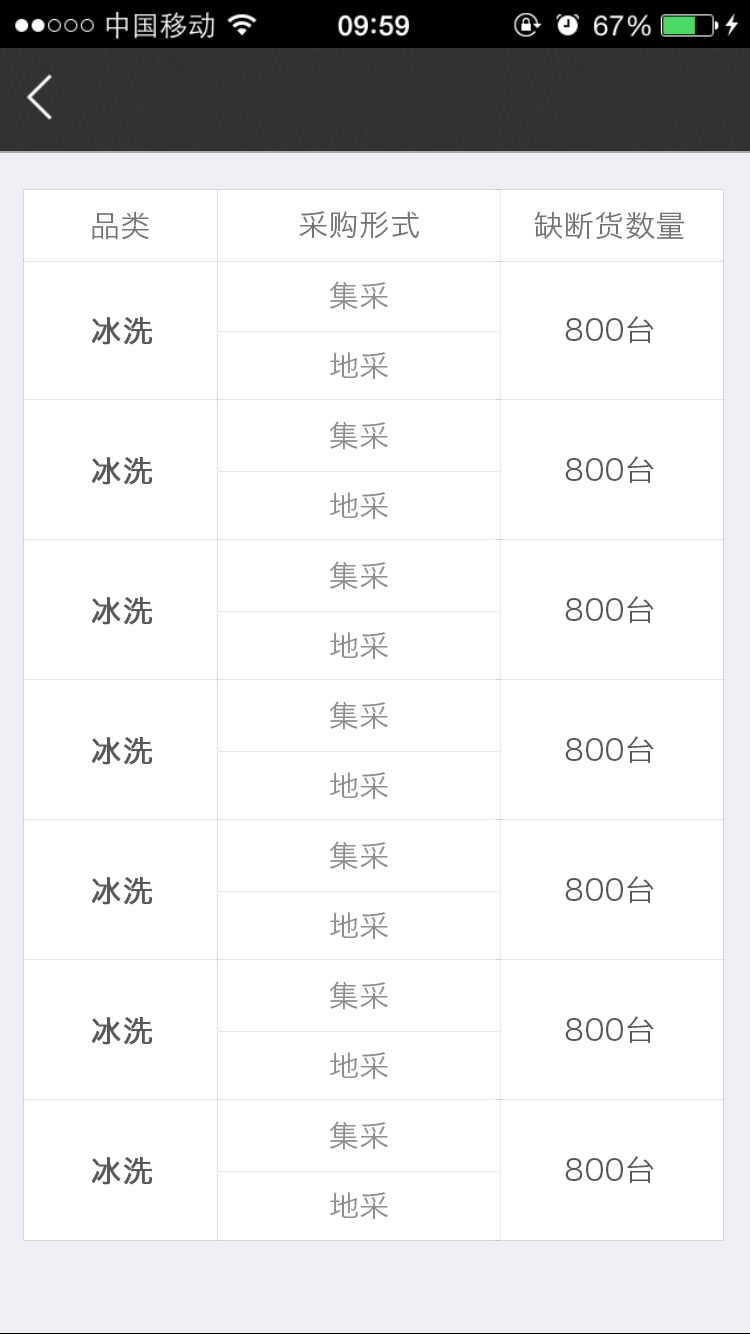 中国移动 09:59 67%
品类 采购形式 缺断货数量
集采
冰洗 800台
地采
集采
冰洗 800台
地采
集采
冰洗 800台
地采
集采
冰洗 800台
地采
集采
冰洗 800台
地采
集采
冰洗 800台
地采
集采
冰洗 800台
地采